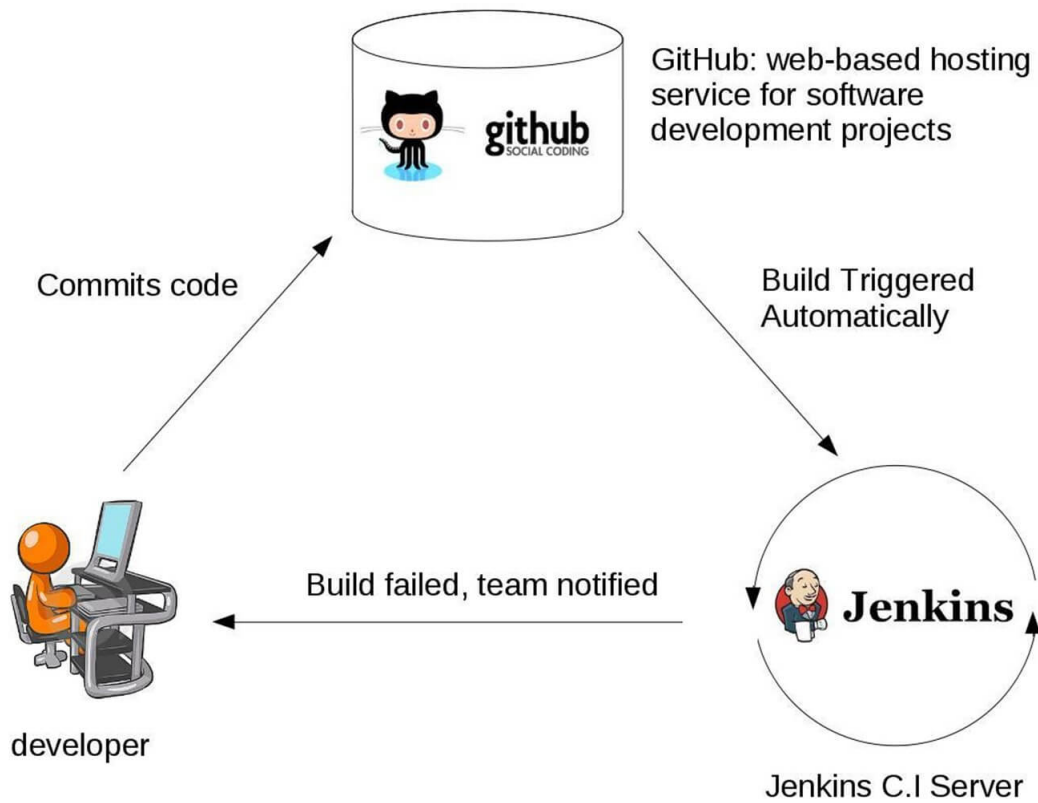 GitHub: web-based hosting
service for software
development projects
github
SOCIAL CODING
Commits code
Build Triggered
Automatically
Build failed, team notified
Jenkins
developer
Jenkins C.I Server